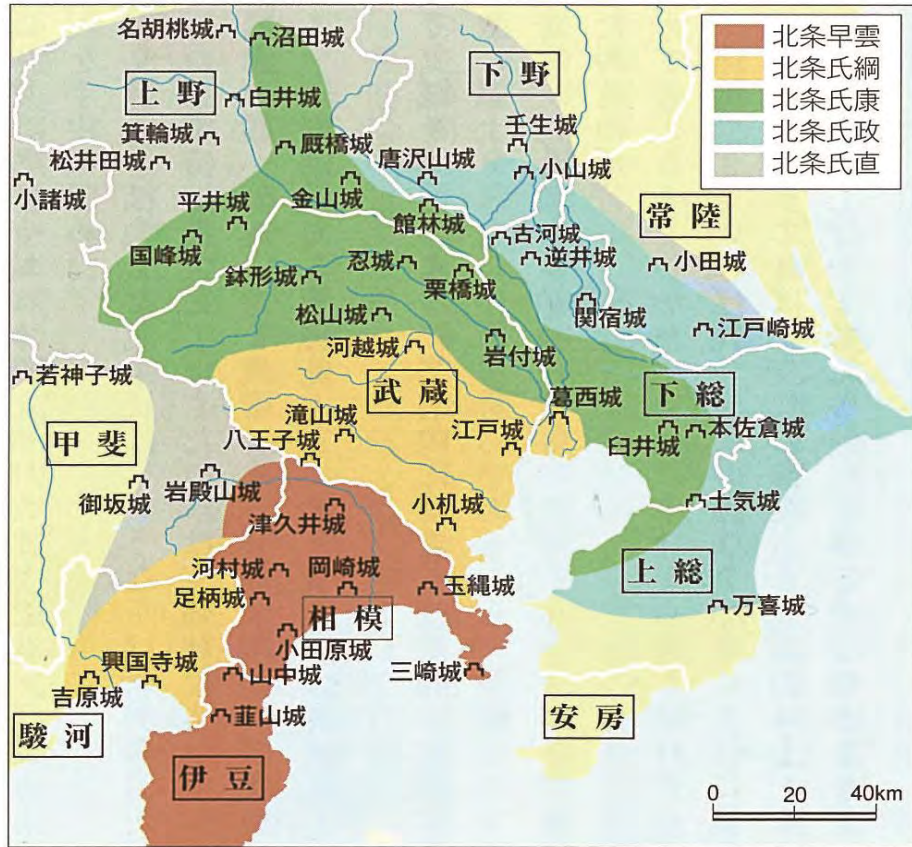 名胡桃城
沼田城
上野
白井城
箕輪城
厩橋城
松井田城
小諸城
平井城
国峰城
金山城
下野
壬生城
唐沢山城
小山城
館林城
古河城
逆井城
常陸
小田城
鉢形城
忍城
栗橋城
関宿城
江戸崎城
松山城
河越城
岩付城
若神子城
武蔵
葛西城
下総
甲斐
滝山城
八王子城
江戸城
臼井城
本佐倉城
御坂城
岩殿山城
小机城
土気城
津久井城
河村城
岡崎城
玉縄城
上総
足柄城
相模
万喜城
小田原城
興国寺城
山中城
三崎城
吉原城
駿河
韮山城
安房
伊豆
北条早雲
北条氏綱
北条氏康
北条氏政
北条氏直
0 20 40km